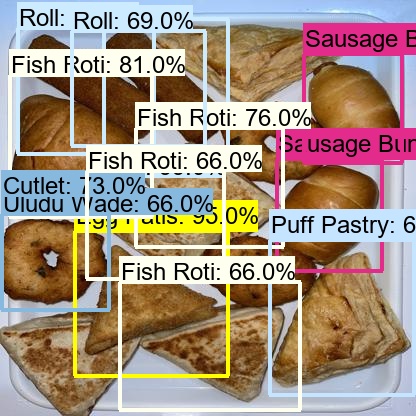 Roll: Roll: 69.0%
Sausage B
Fish Roti: 81.0%
Fish Roti: 76.0%
Sausage Bun
Fish Roti: 66.0%
Cutlet: 73.0%
Uludu Wade: 66.0%
Egg Patis: 95.0%
Puff Pastry: 6
Fish Roti: 66.0%